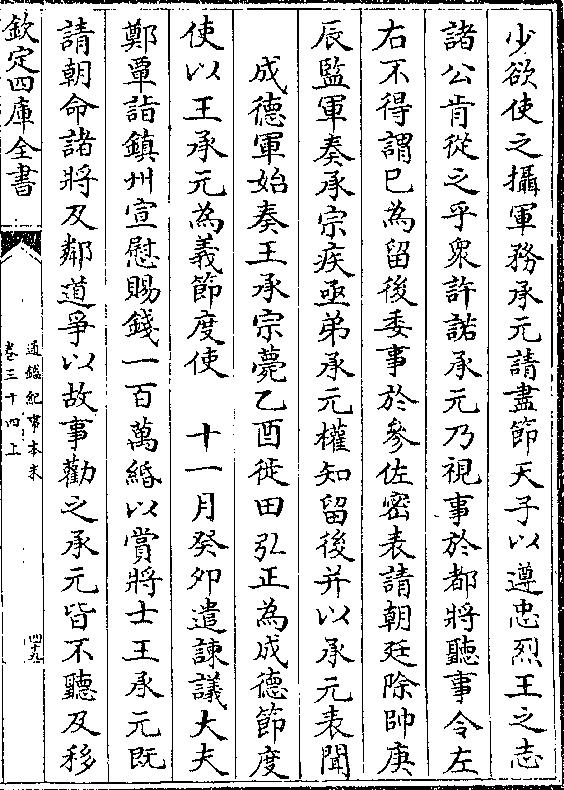 少欲使之攝軍務承元請盡節天子以遵忠烈王之志
諸公肯從之乎衆許諾承元乃視事於都將聽事令左
右不得謂已為留後委事於參佐密表請朝廷除帥庚
辰監軍奏承宗疾亟弟承元權知留後并以承元表聞
成德軍始奏王承宗薨乙酉徙田弘正為成德節度
使以王承元為義節度使　十一月癸夘遣諫議大夫
鄭覃詣鎮州宣慰賜錢一百萬緡以賞將士王承元既
請朝命諸將及鄰道爭以故事勸之承元皆不聽及移
欽定四庫全書
通鑑紀事本末
卷三十四上
四十九